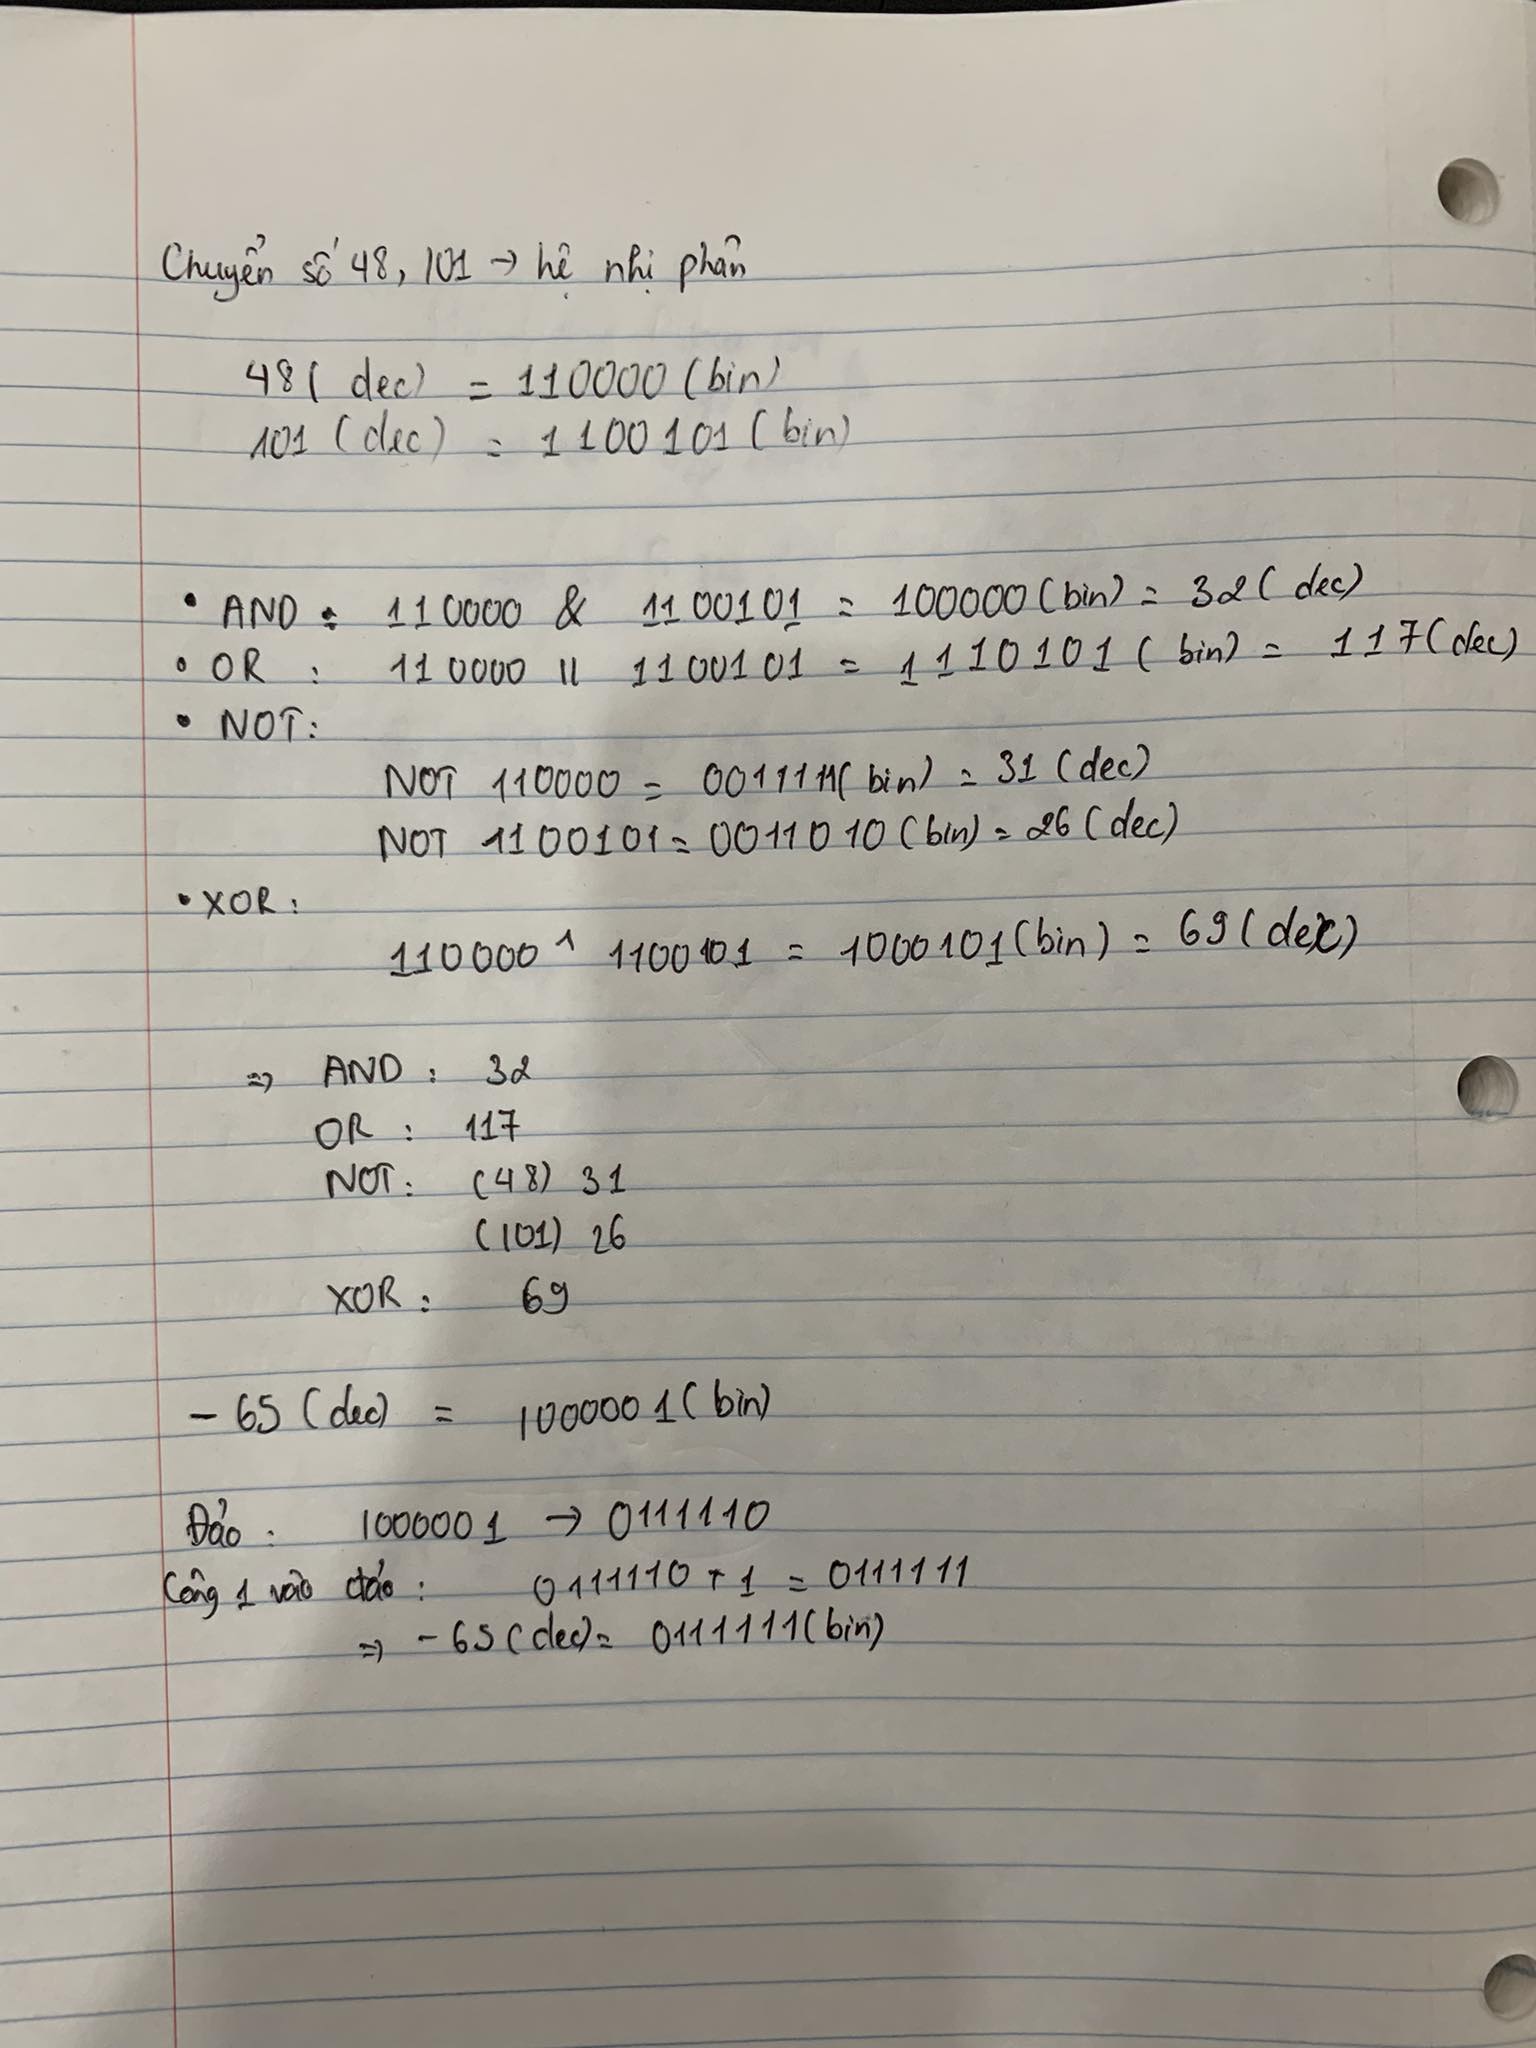 Chuyển số 48, 101 → hệ nhị phân
48 ( dec) = 110000 (bin)
101 (dec) = 1100101 (bin)
• AND : 110000 & 1100101 = 100000 (bin) = 32 ( dec)
• OR : 110000 || 1100101 = 1110101 ( bin) = 117 (dec)
• NOT:
NOT 110000 = 0011111( bin) = 31 (dec)
NOT 1100101 = 0011010 (bin) = 26 (dec)
• XOR:
110000 ^ 1100101 = 1000101 (bin) = 69 (dec)
=> AND : 32
OR : 117
NOT: (48) 31
(101) 26
XOR : 69
- 65 (dec) = 1000001 (bin)
Đảo : 1000001 → 0111110
Công 1 vào đảo : 0111110 + 1 = 0111111
=> - 65 (dec) = 0111111 (bin)